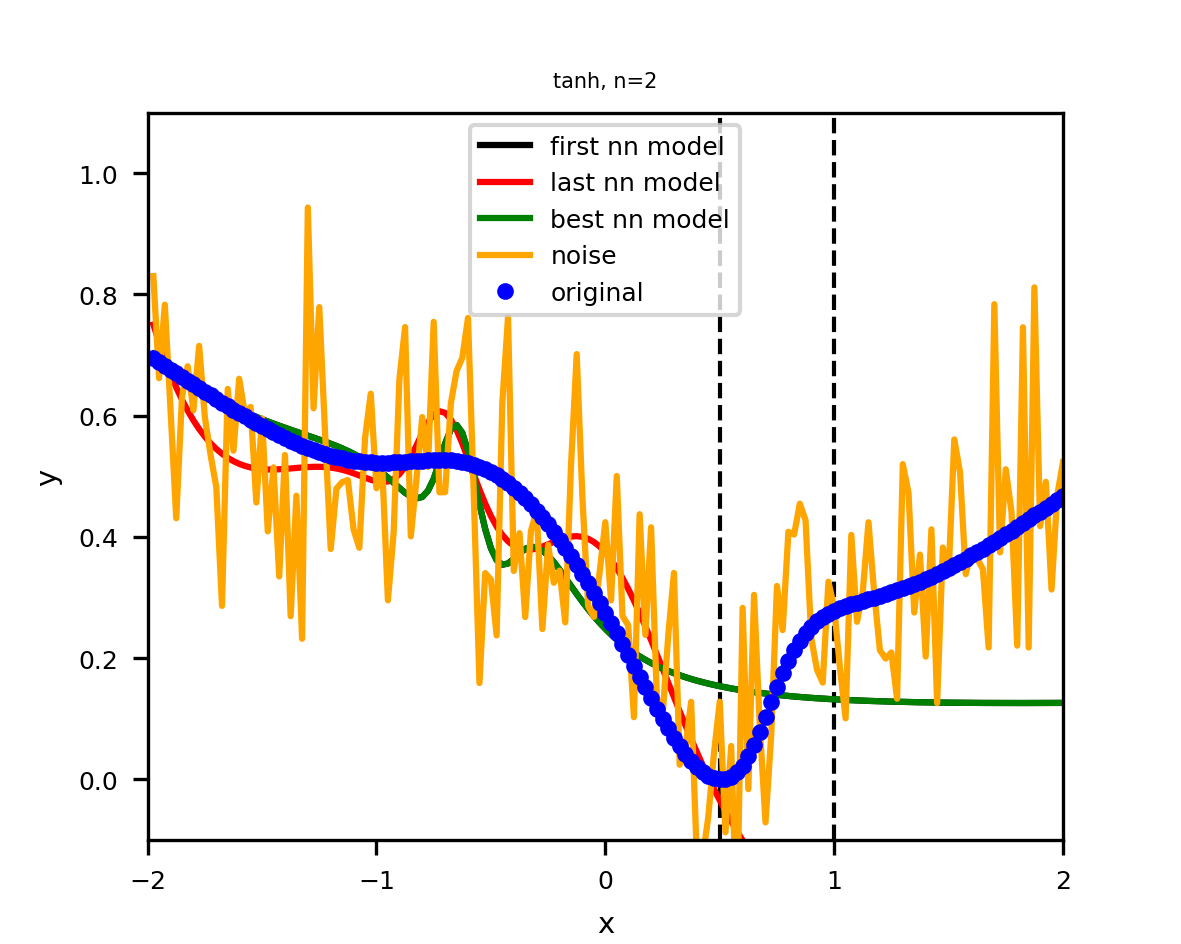 tanh, n=2
first nn model
last nn model
best nn model
noise
original
y
1.0
0.8
0.6
0.4
0.2
0.0
−2 −1 0 1 2
x